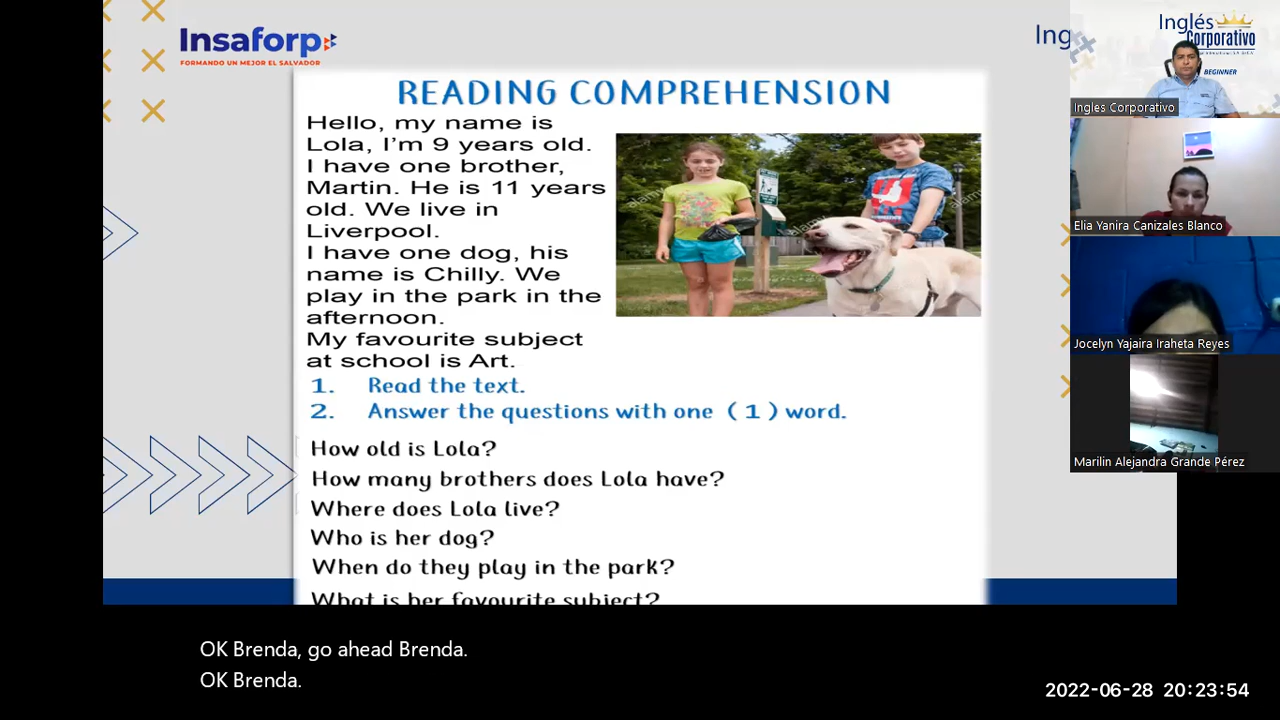 Insaforp
FORMANDO UN MEJOR EL SALVADOR
Ing
Inglés
Corporativo
BEGINNER
Ingles Corporativo
Elia Yanira Canizales Blanco
Jocelyn Yajaira Iraheta Reyes
Marilin Alejandra Grande Pérez
READING COMPREHENSION
Hello, my name is
Lola, I'm 9 years old.
I have one brother,
Martin. He is 11 years
old. We live in
Liverpool.
I have one dog, his
name is Chilly. We
play in the park in the
afternoon.
My favourite subject
at school is Art.
alamy
1. Read the text.
2. Answer the questions with one ( 1 ) word.
How old is Lola?
How many brothers does Lola have?
Where does Lola live?
Who is her dog?
When do they play in the park?
What is her favourite subject?
OK Brenda, go ahead Brenda.
OK Brenda.
2022-06-28 20:23:54